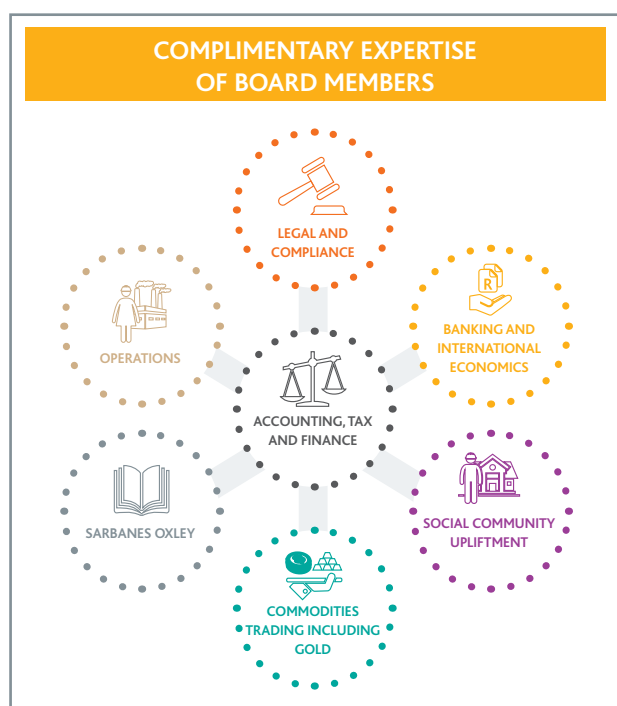 COMPLIMENTARY EXPERTISE
OF BOARD MEMBERS
LEGAL AND
COMPLIANCE
OPERATIONS
R
BANKING AND
INTERNATIONAL
ECONOMICS
ACCOUNTING, TAX
AND FINANCE
SARBANES OXLEY
SOCIAL COMMUNITY
UPLIFTMENT
COMMODITIES
TRADING INCLUDING
GOLD